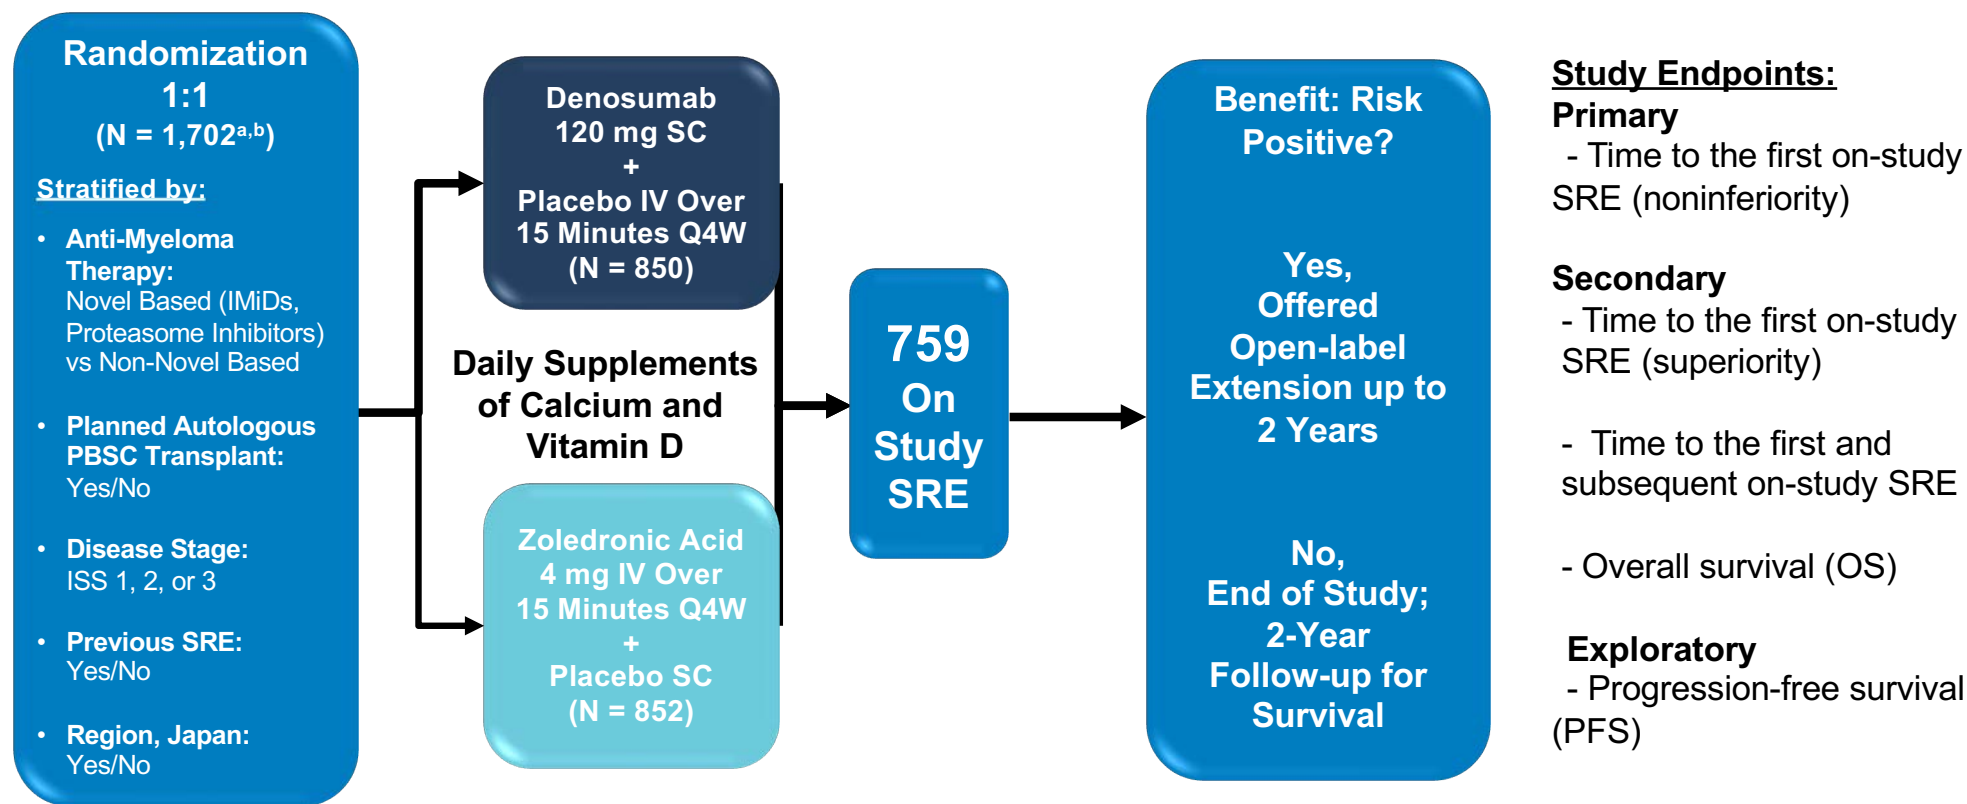 Randomization
1:1
(N = 1,702ᵃ,ᵇ)
Stratified by:
• Anti-Myeloma
Therapy:
Novel Based (IMiDs,
Proteasome Inhibitors)
vs Non-Novel Based
• Planned Autologous
PBSC Transplant:
Yes/No
• Disease Stage:
ISS 1, 2, or 3
• Previous SRE:
Yes/No
• Region, Japan:
Yes/No
Denosumab
120 mg SC
+
Placebo IV Over
15 Minutes Q4W
(N = 850)
Daily Supplements
of Calcium and
Vitamin D
Zoledronic Acid
4 mg IV Over
15 Minutes Q4W
+
Placebo SC
(N = 852)
759
On
Study
SRE
Benefit: Risk
Positive?
Yes,
Offered
Open-label
Extension up to
2 Years
No,
End of Study;
2-Year
Follow-up for
Survival
Study Endpoints:
Primary
- Time to the first on-study
SRE (noninferiority)
Secondary
- Time to the first on-study
SRE (superiority)
- Time to the first and
subsequent on-study SRE
- Overall survival (OS)
Exploratory
- Progression-free survival
(PFS)